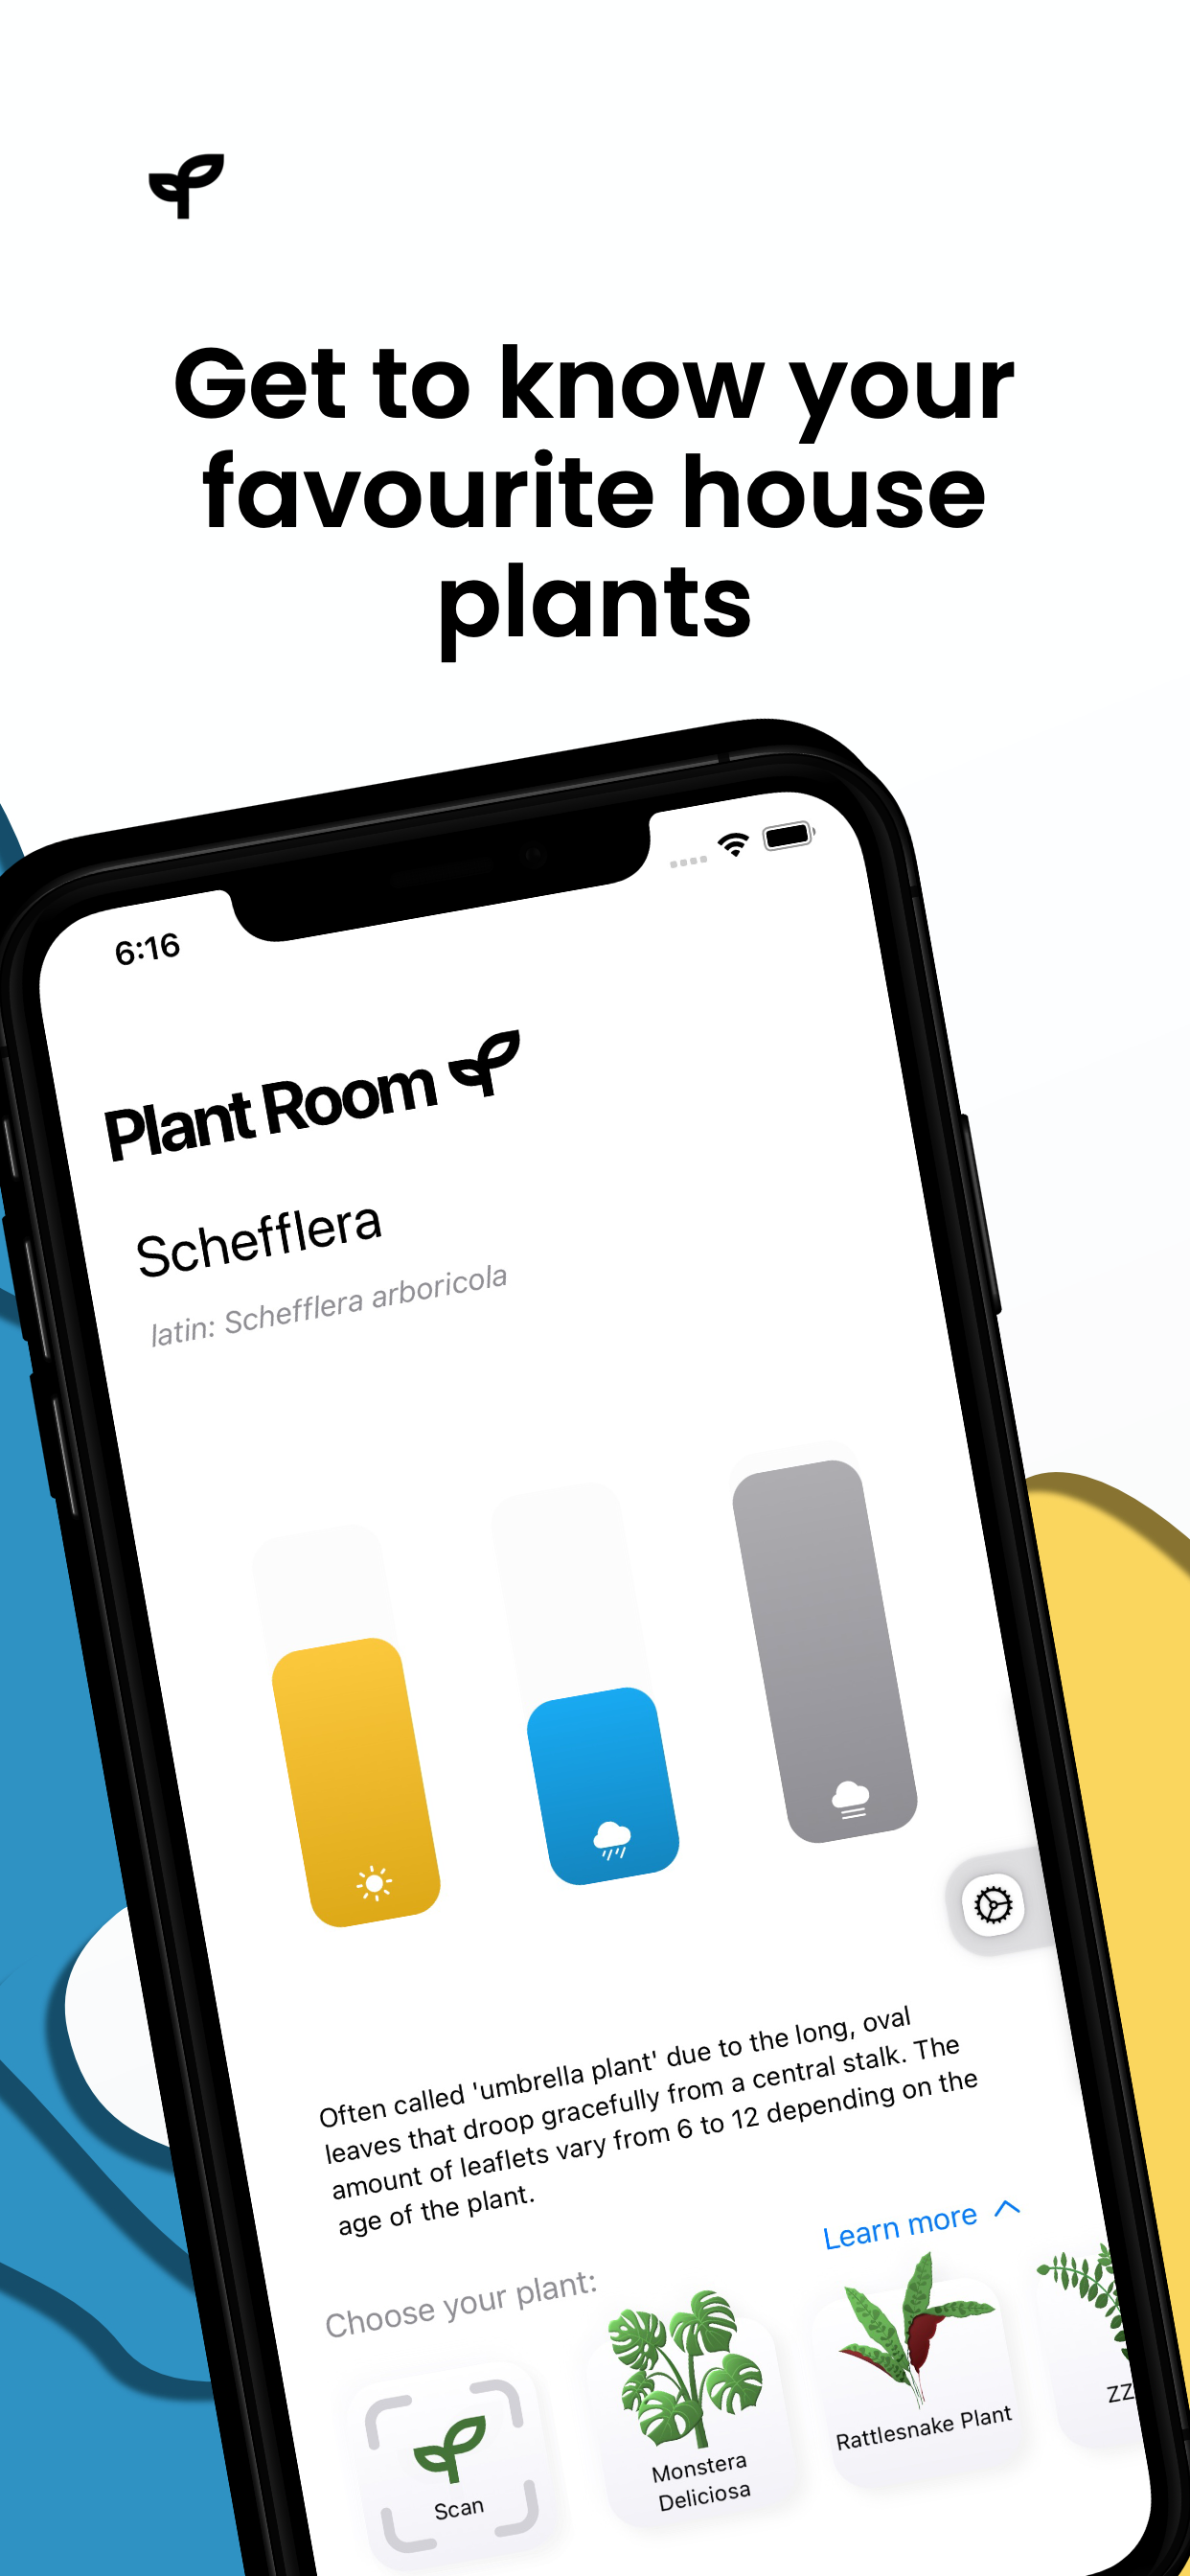 Get to know your
favourite house
plants
6:16
Plant Room
Schefflera
latin: Schefflera arboricola
Often called 'umbrella plant' due to the long, oval
leaves that droop gracefully from a central stalk. The
amount of leaflets vary from 6 to 12 depending on the
age of the plant.
Learn more
Choose your plant:
Scan
Monstera
Deliciosa
Rattlesnake Plant
ZZ